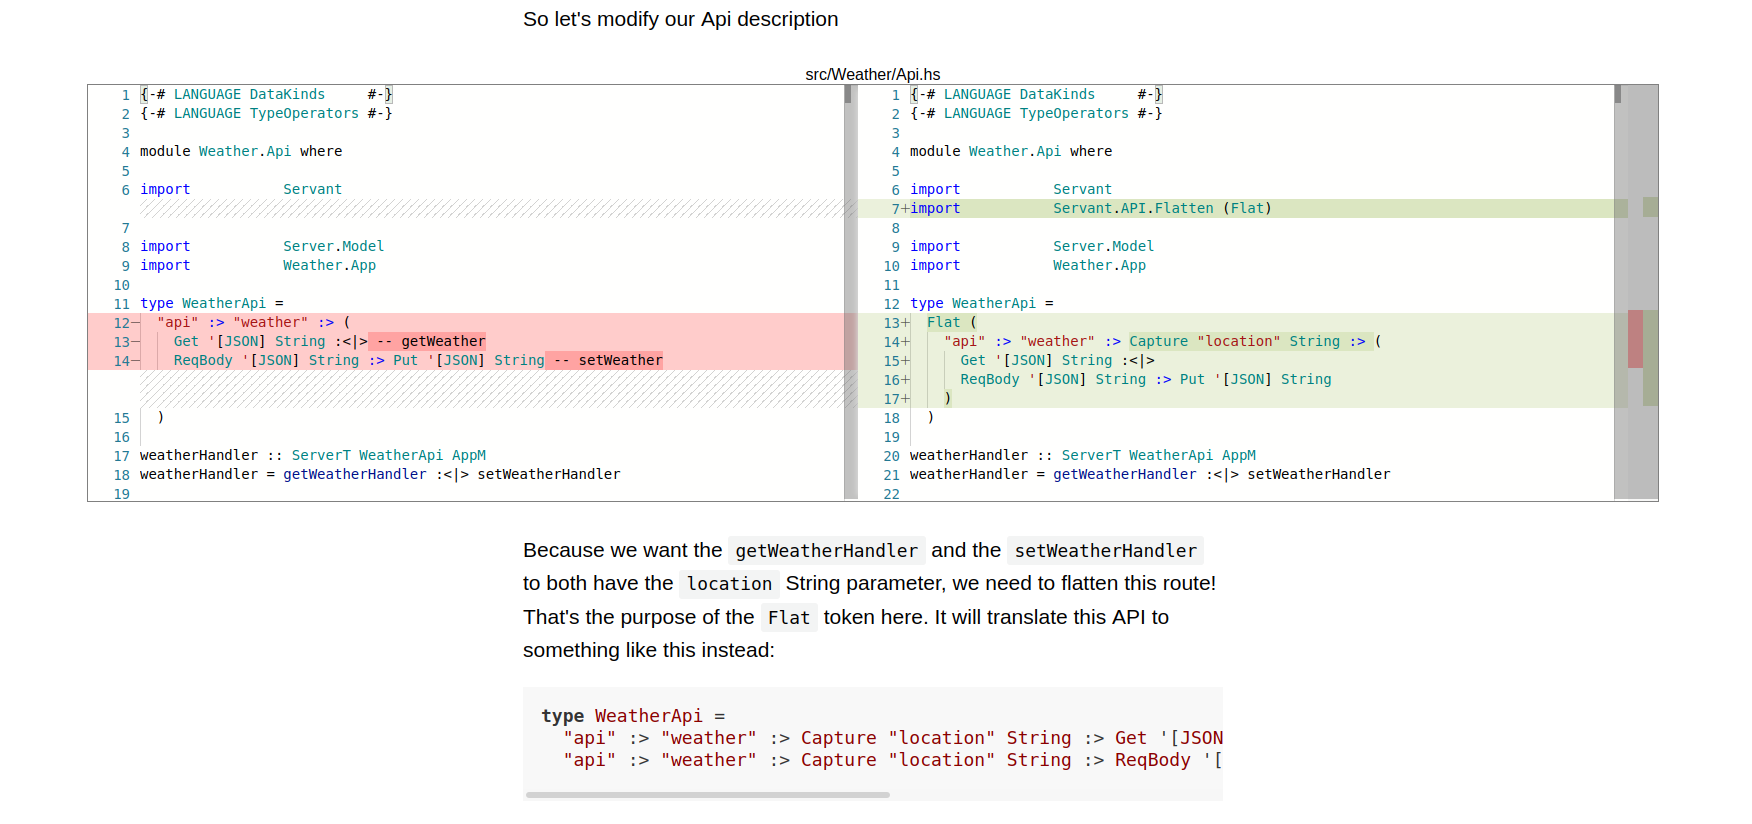 So let's modify our Api description
src/Weather/Api.hs
1 {-# LANGUAGE DataKinds     #-}
2 {-# LANGUAGE TypeOperators #-}
3
4 module Weather.Api where
5
6 import           Servant
7
8 import           Server.Model
9 import           Weather.App
10
11 type WeatherApi =
12−  "api" :> "weather" :> (
13−    Get '[JSON] String :<|> -- getWeather
14−    ReqBody '[JSON] String :> Put '[JSON] String -- setWeather
15   )
16
17 weatherHandler :: ServerT WeatherApi AppM
18 weatherHandler = getWeatherHandler :<|> setWeatherHandler
19
1 {-# LANGUAGE DataKinds     #-}
2 {-# LANGUAGE TypeOperators #-}
3
4 module Weather.Api where
5
6 import           Servant
7+import           Servant.API.Flatten (Flat)
8
9 import           Server.Model
10 import           Weather.App
11
12 type WeatherApi =
13+  Flat (
14+    "api" :> "weather" :> Capture "location" String :> (
15+      Get '[JSON] String :<|>
16+      ReqBody '[JSON] String :> Put '[JSON] String
17+    )
18   )
19
20 weatherHandler :: ServerT WeatherApi AppM
21 weatherHandler = getWeatherHandler :<|> setWeatherHandler
22
Because we want the getWeatherHandler and the setWeatherHandler
to both have the location String parameter, we need to flatten this route!
That's the purpose of the Flat token here. It will translate this API to
something like this instead:
type WeatherApi =
  "api" :> "weather" :> Capture "location" String :> Get '[JSON
  "api" :> "weather" :> Capture "location" String :> ReqBody '[